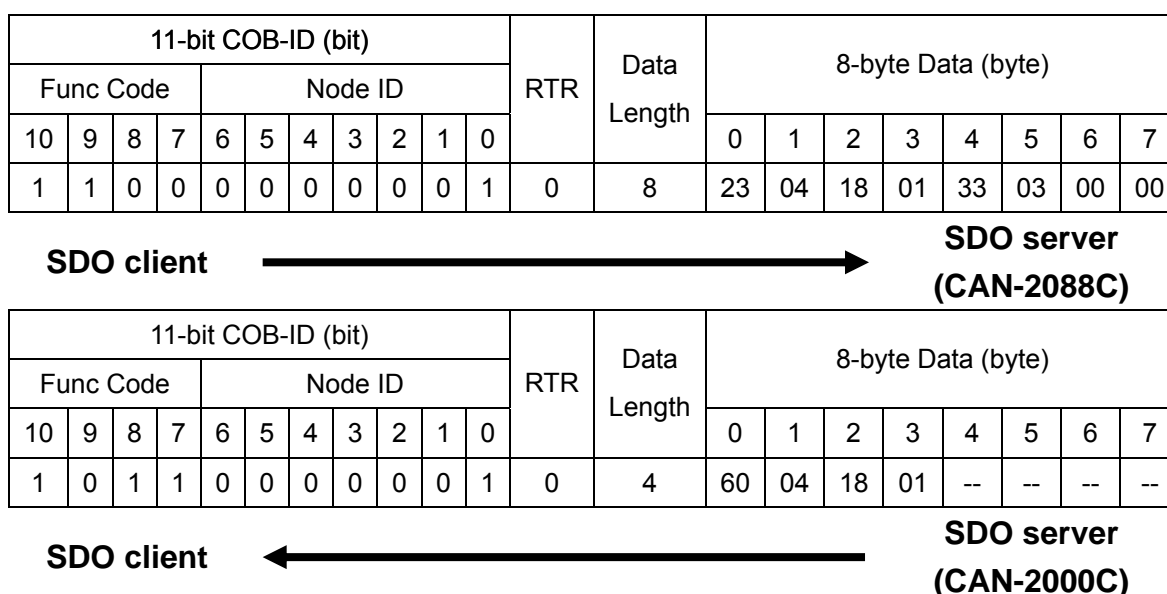 11-bit COB-ID (bit) RTR Data Length 8-byte Data (byte)
Func Code Node ID
10 9 8 7 6 5 4 3 2 1 0 0 1 2 3 4 5 6 7
1 1 0 0 0 0 0 0 0 0 1 0 8 23 04 18 01 33 03 00 00
SDO client SDO server
(CAN-2088C)
11-bit COB-ID (bit) RTR Data Length 8-byte Data (byte)
Func Code Node ID
10 9 8 7 6 5 4 3 2 1 0 0 1 2 3 4 5 6 7
1 0 1 1 0 0 0 0 0 0 1 0 4 60 04 18 01 -- -- -- --
SDO client SDO server
(CAN-2000C)